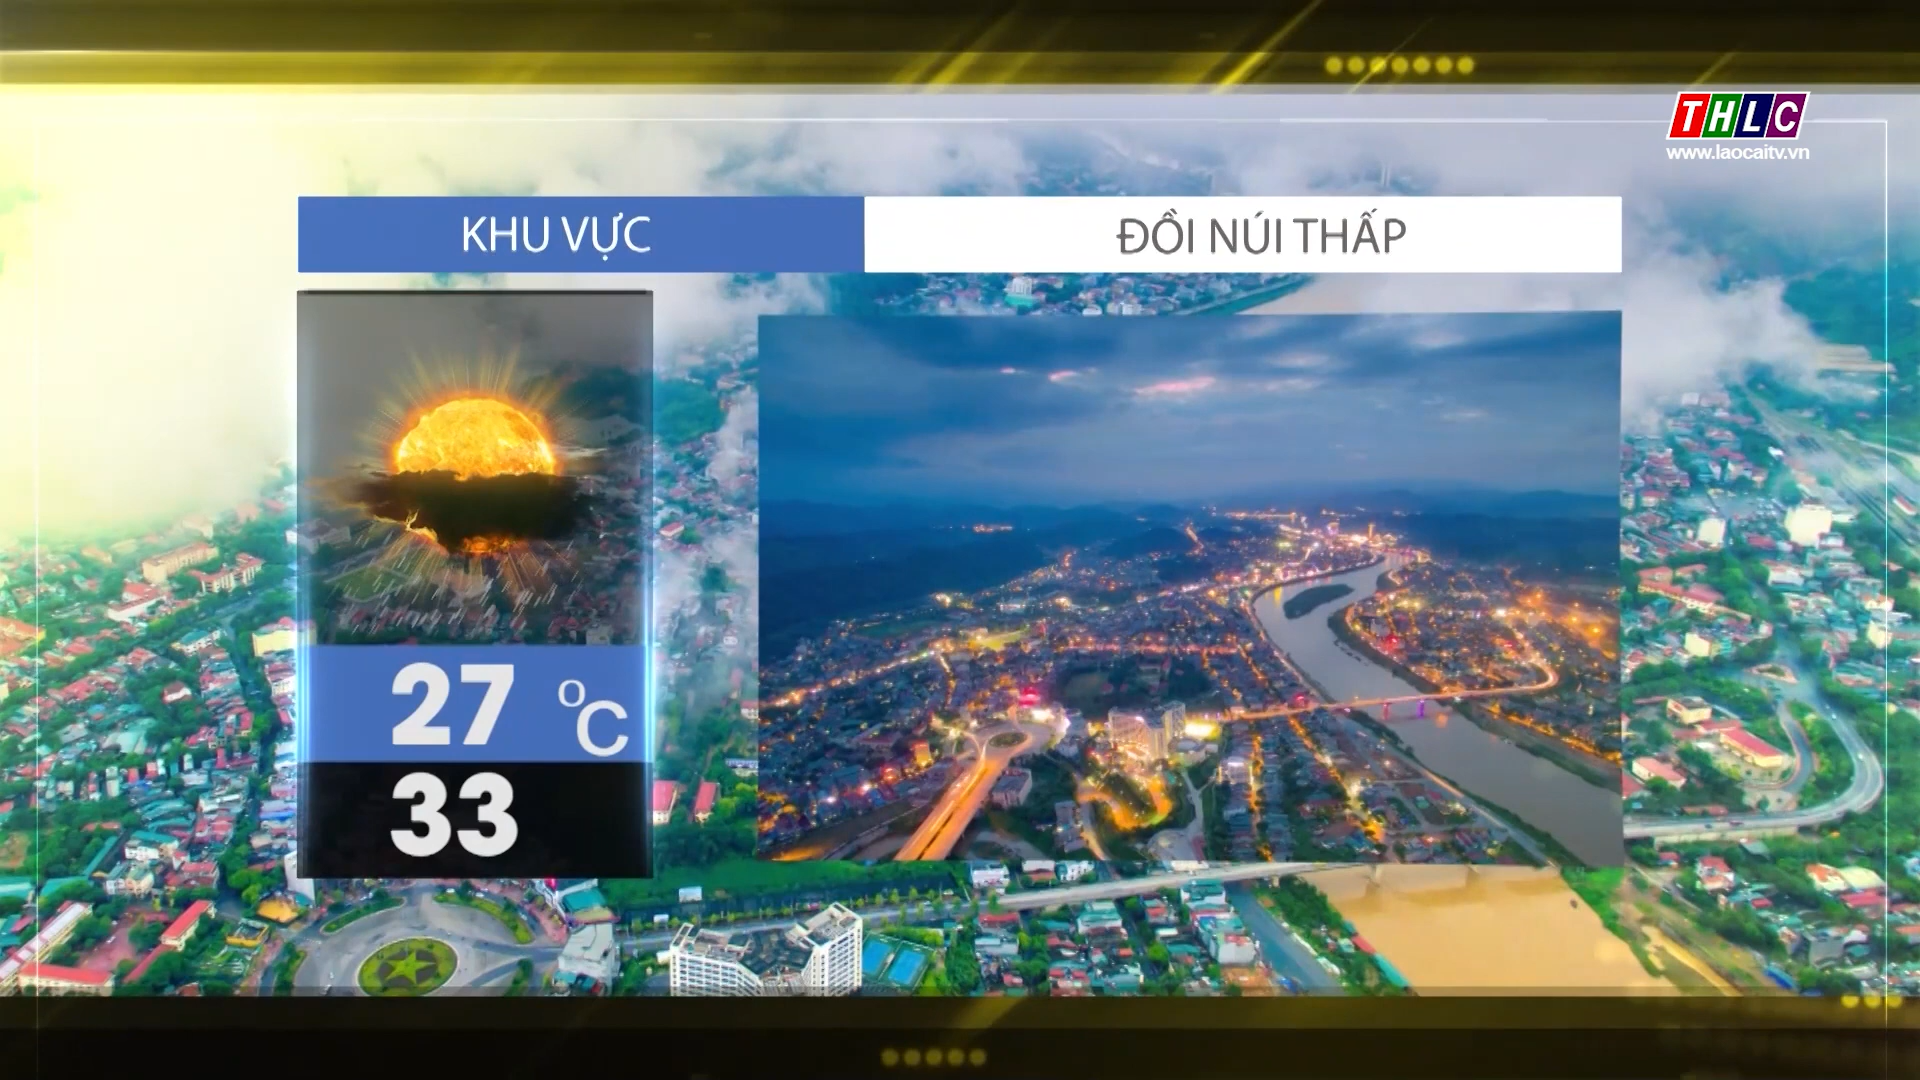 THLC
www.laocaitv.vn
KHU VỰC
ĐỒI NÚI THẤP
27 °C
33